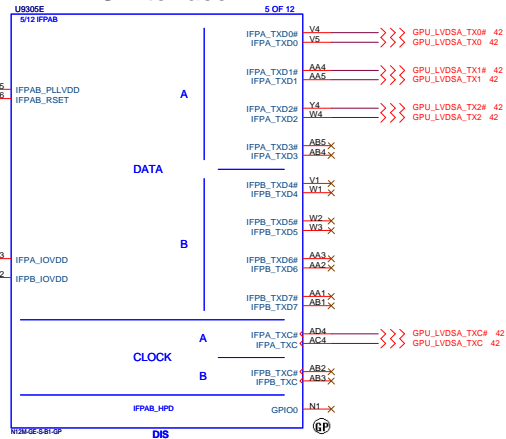 U9305E 5 OF 12
5/12 IFPAB
IFPA_TXD0# V4 GPU_LVDSA_TX0# 42
IFPA_TXD0 V5 GPU_LVDSA_TX0 42
IFPA_TXD1# AA4 GPU_LVDSA_TX1# 42
IFPA_TXD1 AA5 GPU_LVDSA_TX1 42
5 IFPAB_PLLVDD
6 IFPAB_RSET
A
IFPA_TXD2# Y4 GPU_LVDSA_TX2# 42
IFPA_TXD2 W4 GPU_LVDSA_TX2 42
IFPA_TXD3# AB5
IFPA_TXD3 AB4
DATA
IFPB_TXD4# V1
IFPB_TXD4 W1
IFPB_TXD5# W2
IFPB_TXD5 W3
B
3 IFPA_IOVDD
IFPB_TXD6# AA3
IFPB_TXD6 AA2
2 IFPB_IOVDD
IFPB_TXD7# AA1
IFPB_TXD7 AB1
A
IFPA_TXC# AD4 GPU_LVDSA_TXC# 42
IFPA_TXC AC4 GPU_LVDSA_TXC 42
CLOCK
B
IFPB_TXC# AB2
IFPB_TXC AB3
IFPAB_HPD
GPIO0 N1
GP
N12M-GE-S-B1-GP
DIS